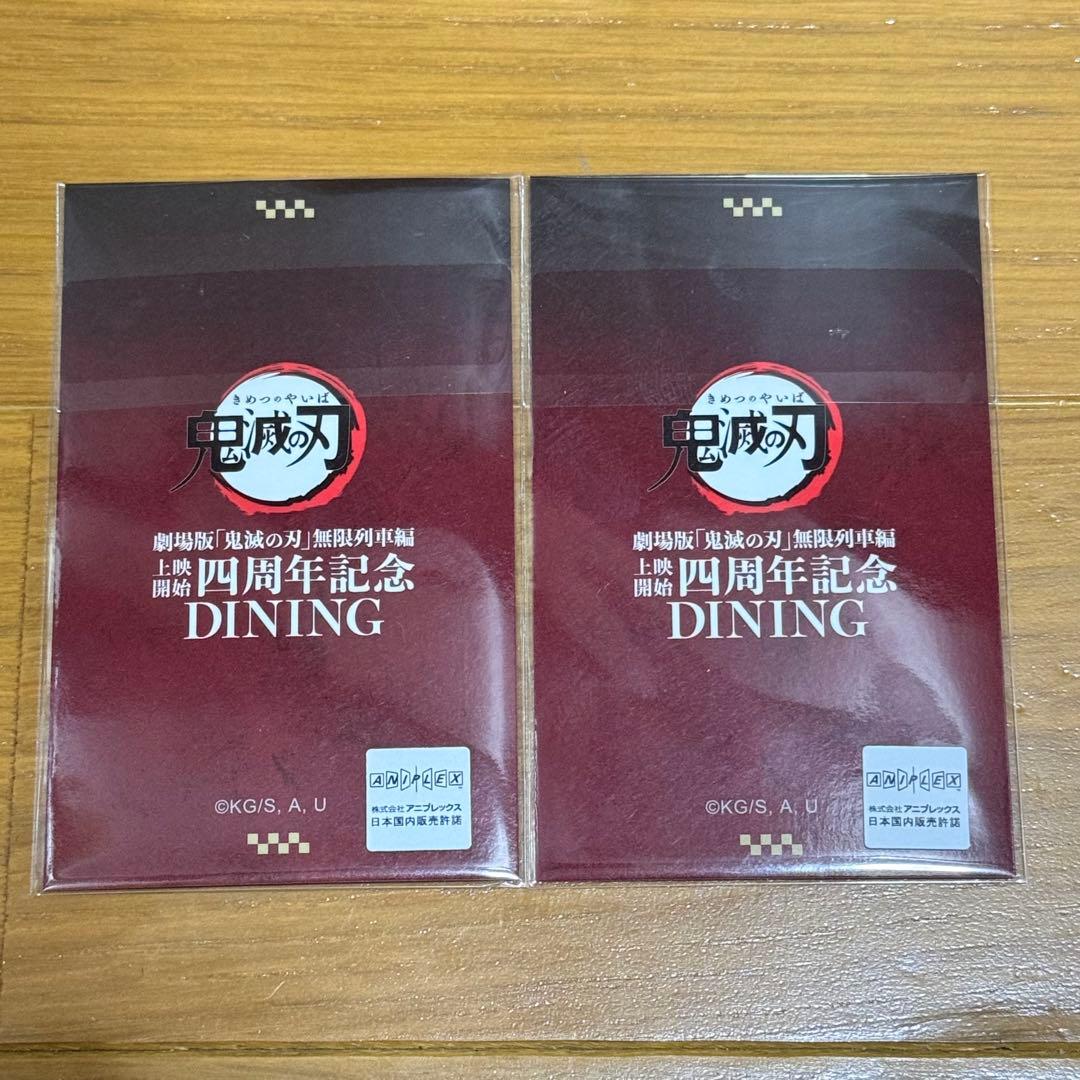 きめつのやいば
鬼滅の刃
劇場版「鬼滅の刃」無限列車編
上映開始 四周年記念
DINING
©KG/S, A, U
ANIPLEX
株式会社アニプレックス
日本国内販売許諾
きめつのやいば
鬼滅の刃
劇場版「鬼滅の刃」無限列車編
上映開始 四周年記念
DINING
©KG/S, A, U
ANIPLEX
株式会社アニプレックス
日本国内販売許諾